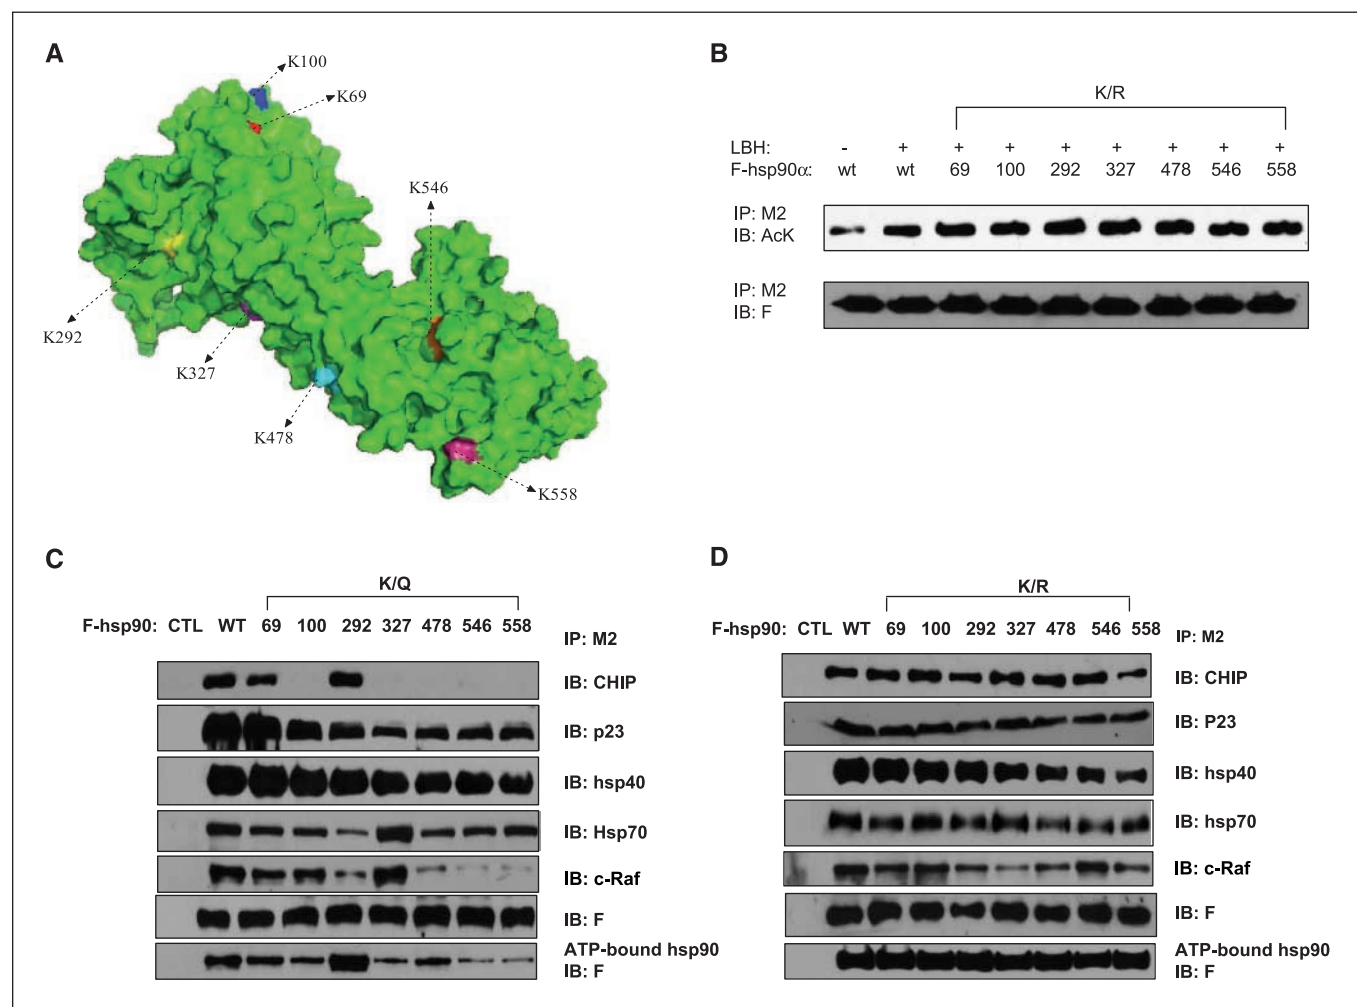 A
K100
K69
K546
K292
K327
K478
K558
B
K/R
LBH: - + + + + + + + +
F-hsp90α: wt wt 69 100 292 327 478 546 558
IP: M2
IB: AcK
IP: M2
IB: F
C
K/Q
F-hsp90: CTL WT 69 100 292 327 478 546 558
IP: M2
IB: CHIP
IB: p23
IB: hsp40
IB: Hsp70
IB: c-Raf
IB: F
ATP-bound hsp90
IB: F
D
K/R
F-hsp90: CTL WT 69 100 292 327 478 546 558
IP: M2
IB: CHIP
IB: P23
IB: hsp40
IB: hsp70
IB: c-Raf
IB: F
ATP-bound hsp90
IB: F